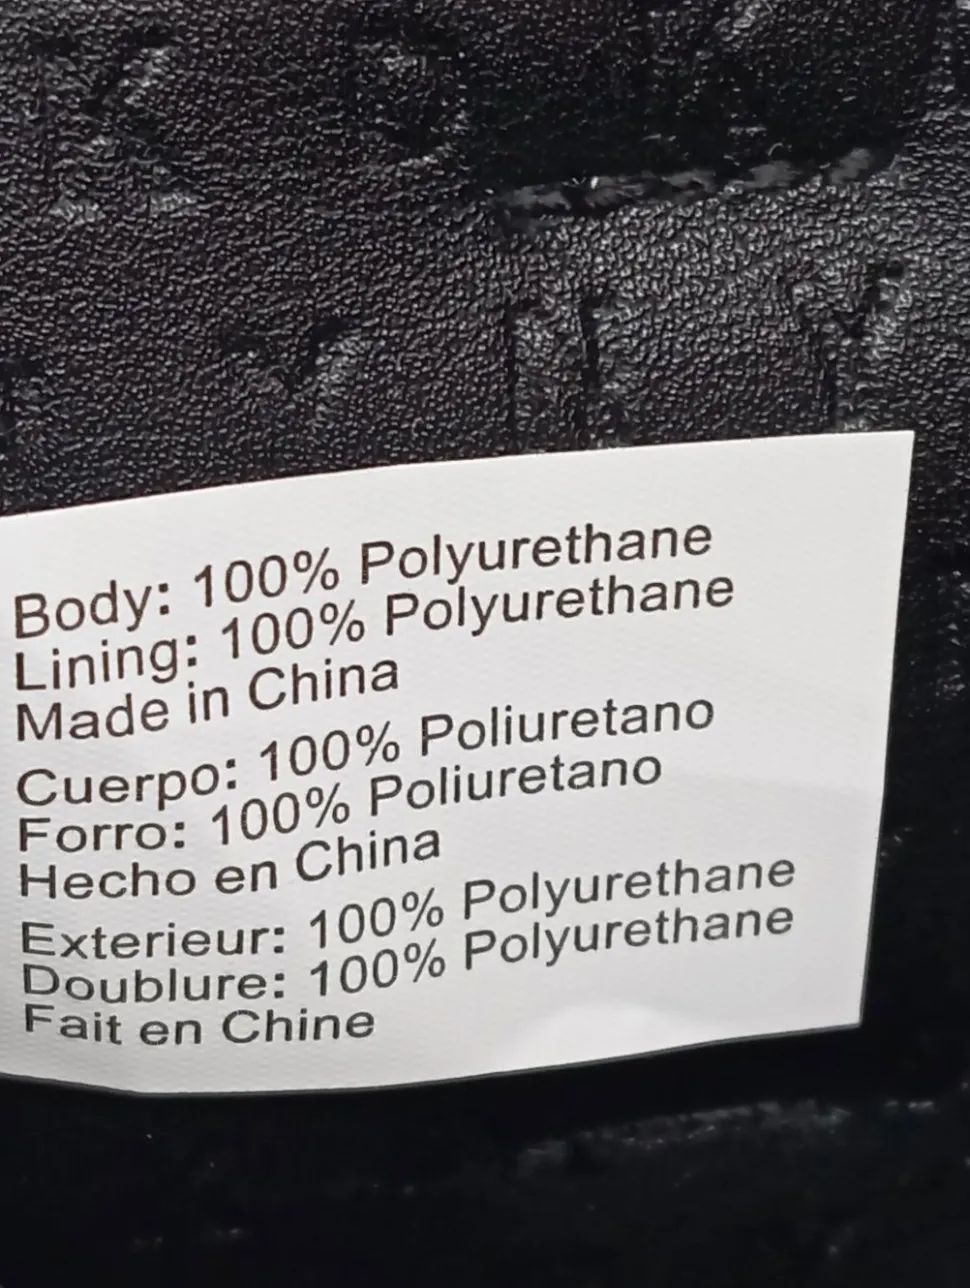 Body: 100% Polyurethane
Lining: 100% Polyurethane
Made in China
Cuerpo: 100% Poliuretano
Forro: 100% Poliuretano
Hecho en China
Exterieur: 100% Polyurethane
Doublure: 100% Polyurethane
Fait en Chine